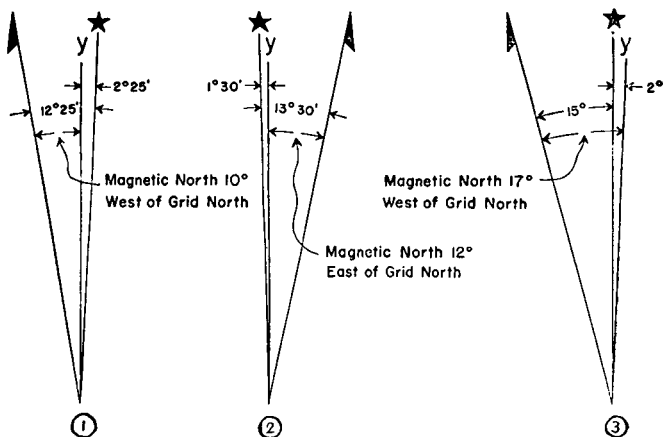 y
2°25'
12°25'
Magnetic North 10°
West of Grid North
①
y
1°30'
13°30'
Magnetic North 12°
East of Grid North
②
y
2°
15°
Magnetic North 17°
West of Grid North
③